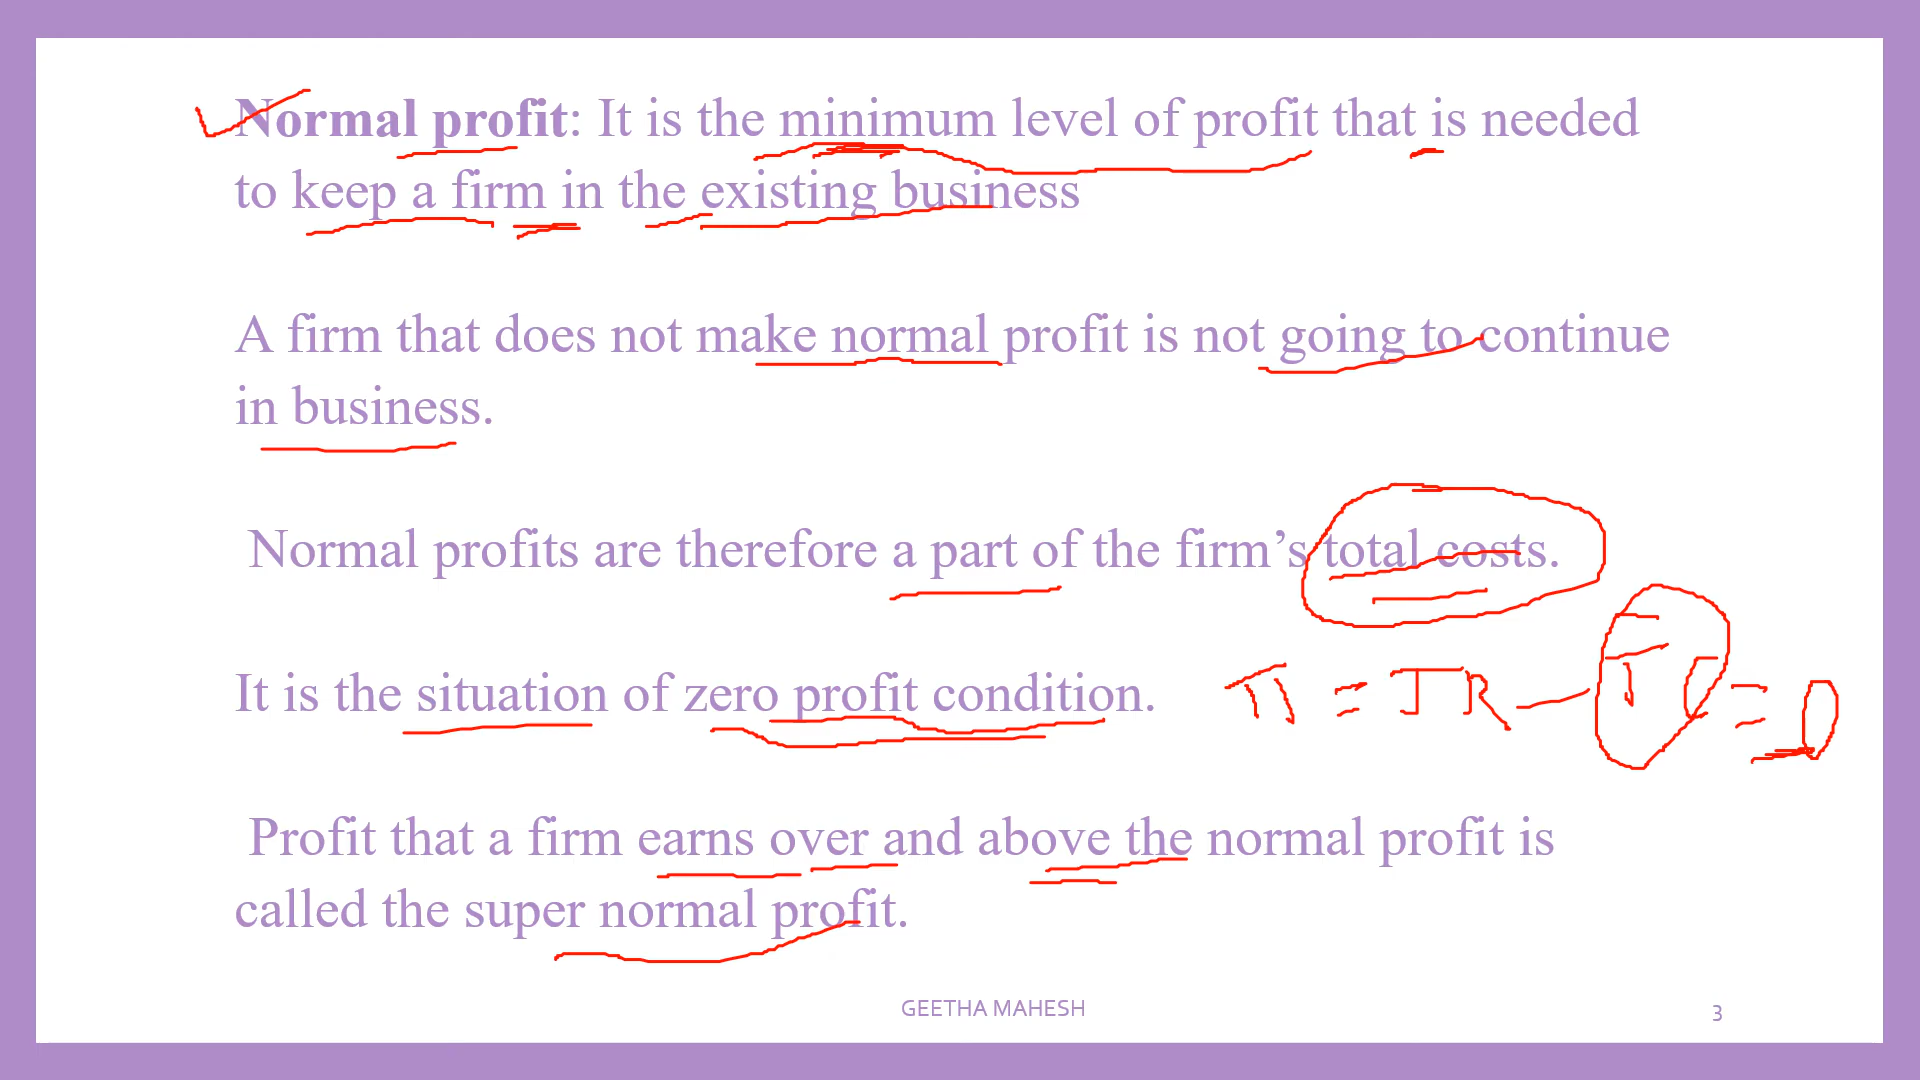 Normal profit: It is the minimum level of profit that is needed
to keep a firm in the existing business
A firm that does not make normal profit is not going to continue
in business.
Normal profits are therefore a part of the firm’s total costs.
It is the situation of zero profit condition. π = TR - TC = 0
Profit that a firm earns over and above the normal profit is
called the super normal profit.
GEETHA MAHESH
3